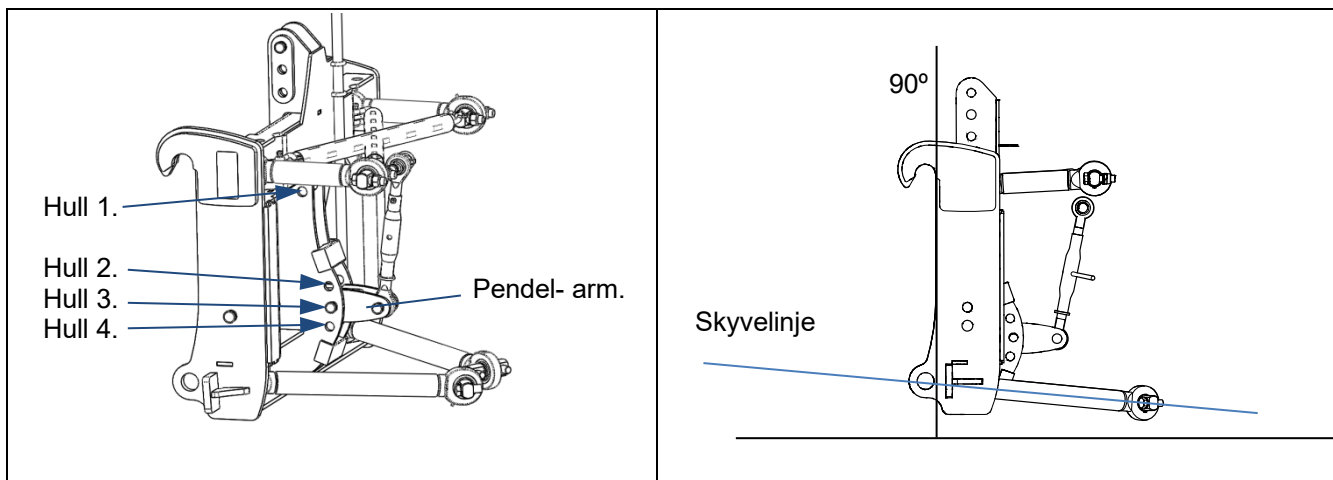 Hull 1.
Hull 2.
Hull 3.
Hull 4.
Pendel- arm.
90º
Skyvelinje